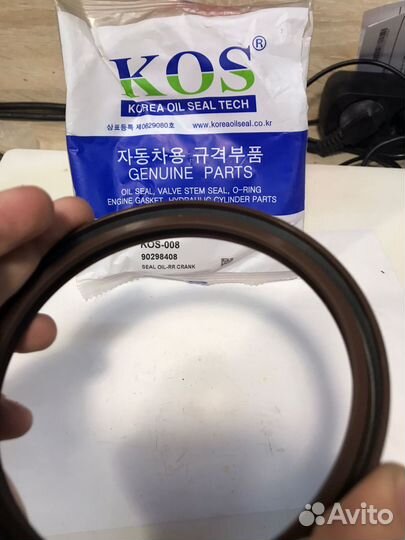 KOS®
KOREA OIL SEAL TECH
상표등록 제0629080호 www.koreaoilseal.co.kr
자동차용 규격부품
GENUINE PARTS
OIL SEAL, VALVE STEM SEAL, O-RING
ENGINE GASKET, HYDRAULIC CYLINDER PARTS
KOS-008
90298408
SEAL OIL-RR CRANK
Avito